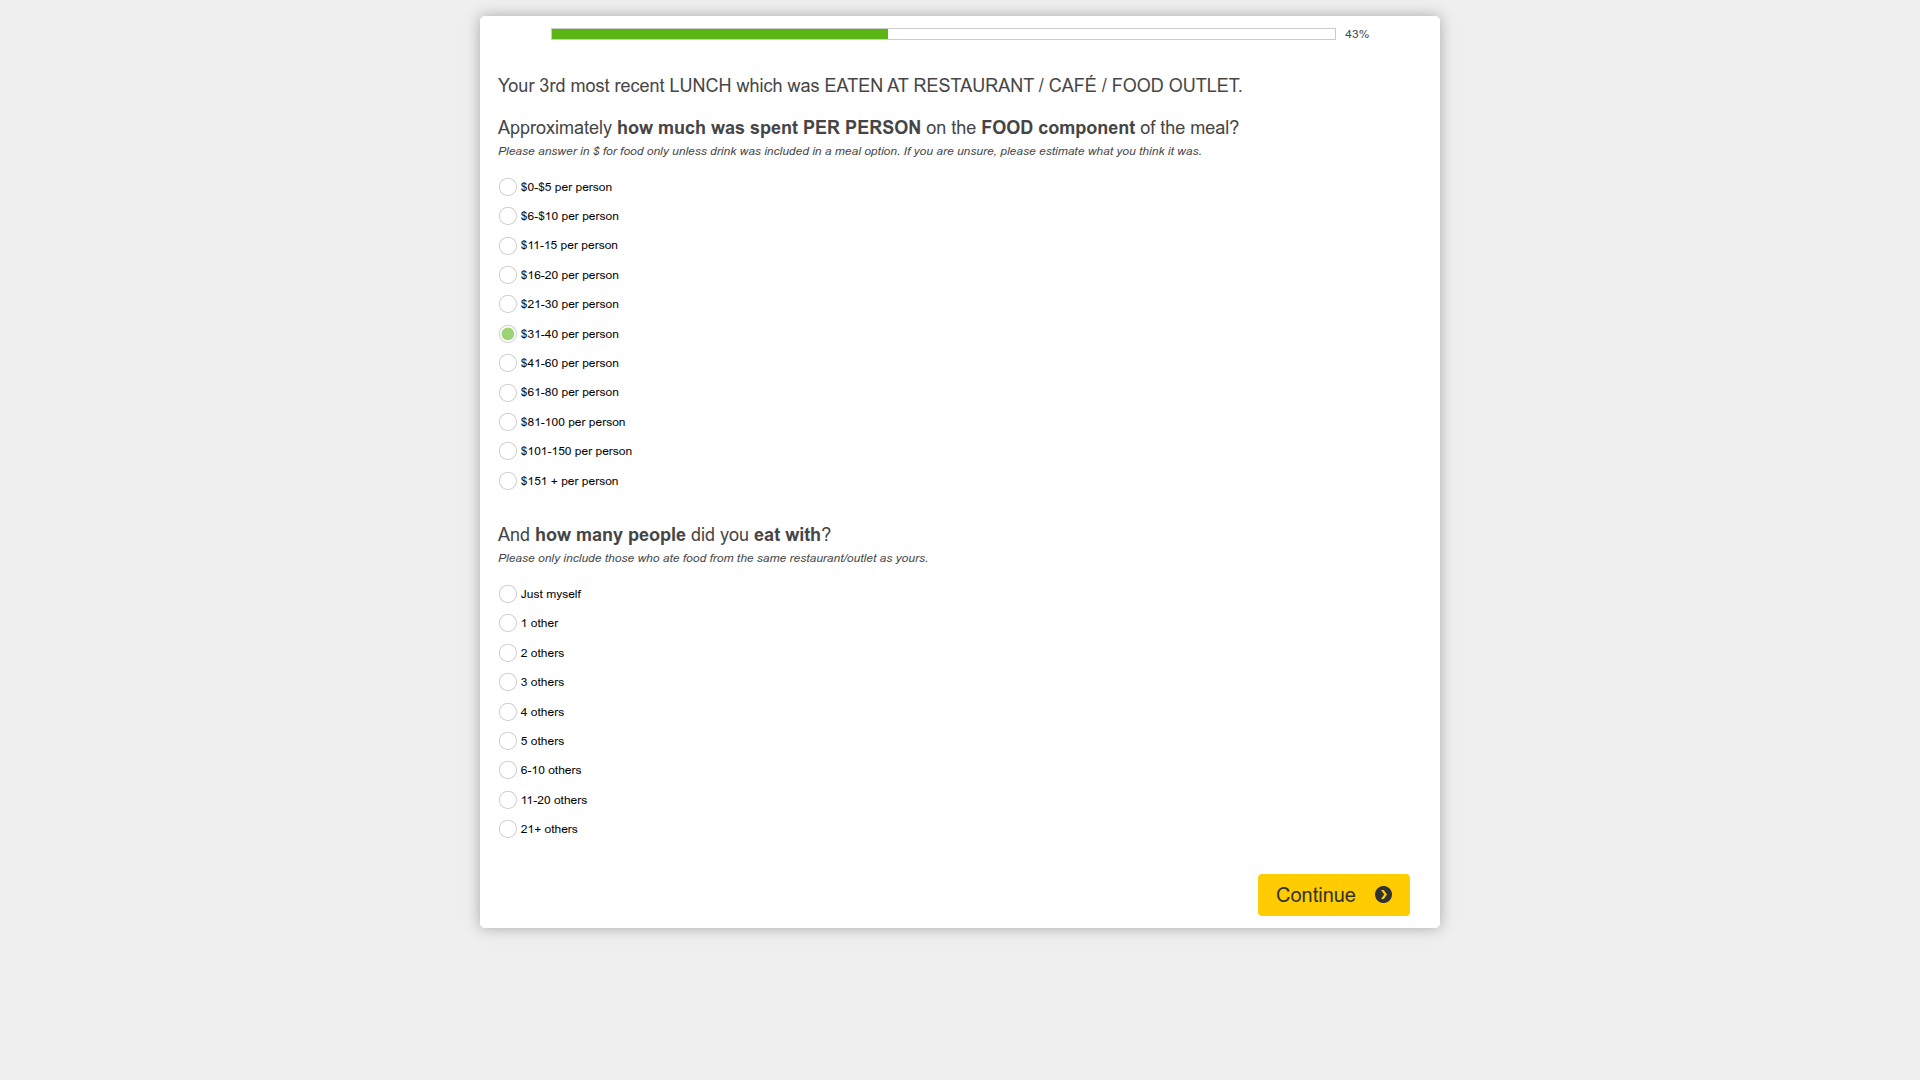 43%
Your 3rd most recent LUNCH which was EATEN AT RESTAURANT / CAFÉ / FOOD OUTLET.
Approximately how much was spent PER PERSON on the FOOD component of the meal?
Please answer in $ for food only unless drink was included in a meal option. If you are unsure, please estimate what you think it was.
$0-$5 per person
$6-$10 per person
$11-15 per person
$16-20 per person
$21-30 per person
$31-40 per person
$41-60 per person
$61-80 per person
$81-100 per person
$101-150 per person
$151 + per person
And how many people did you eat with?
Please only include those who ate food from the same restaurant/outlet as yours.
Just myself
1 other
2 others
3 others
4 others
5 others
6-10 others
11-20 others
21+ others
Continue